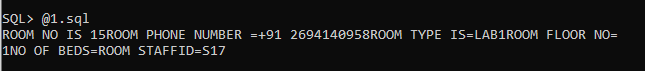 SQL> @1.sql
ROOM NO IS 15ROOM PHONE NUMBER =+91 2694140958ROOM TYPE IS=LAB1ROOM FLOOR NO=
1NO OF BEDS=ROOM STAFFID=S17